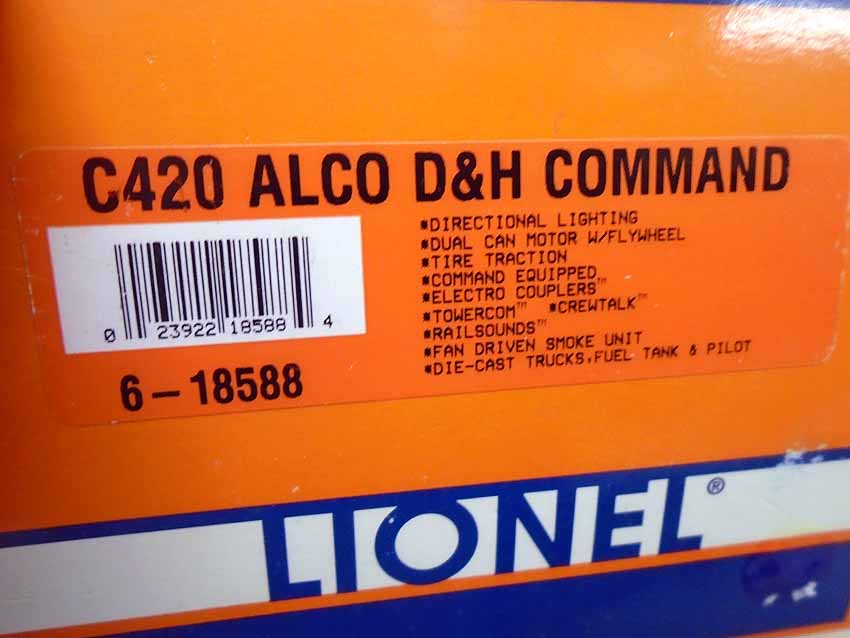 C420 ALCO D&H COMMAND
*DIRECTIONAL LIGHTING
*DUAL CAN MOTOR W/FLYWHEEL
*TIRE TRACTION
*COMMAND EQUIPPED
*ELECTRO COUPLERS™
*TOWERCOM™ *CREWTALK™
*RAILSOUNDS™
*FAN DRIVEN SMOKE UNIT
*DIE-CAST TRUCKS,FUEL TANK & PILOT
0 23922 18588 4
6-18588
LIONEL®